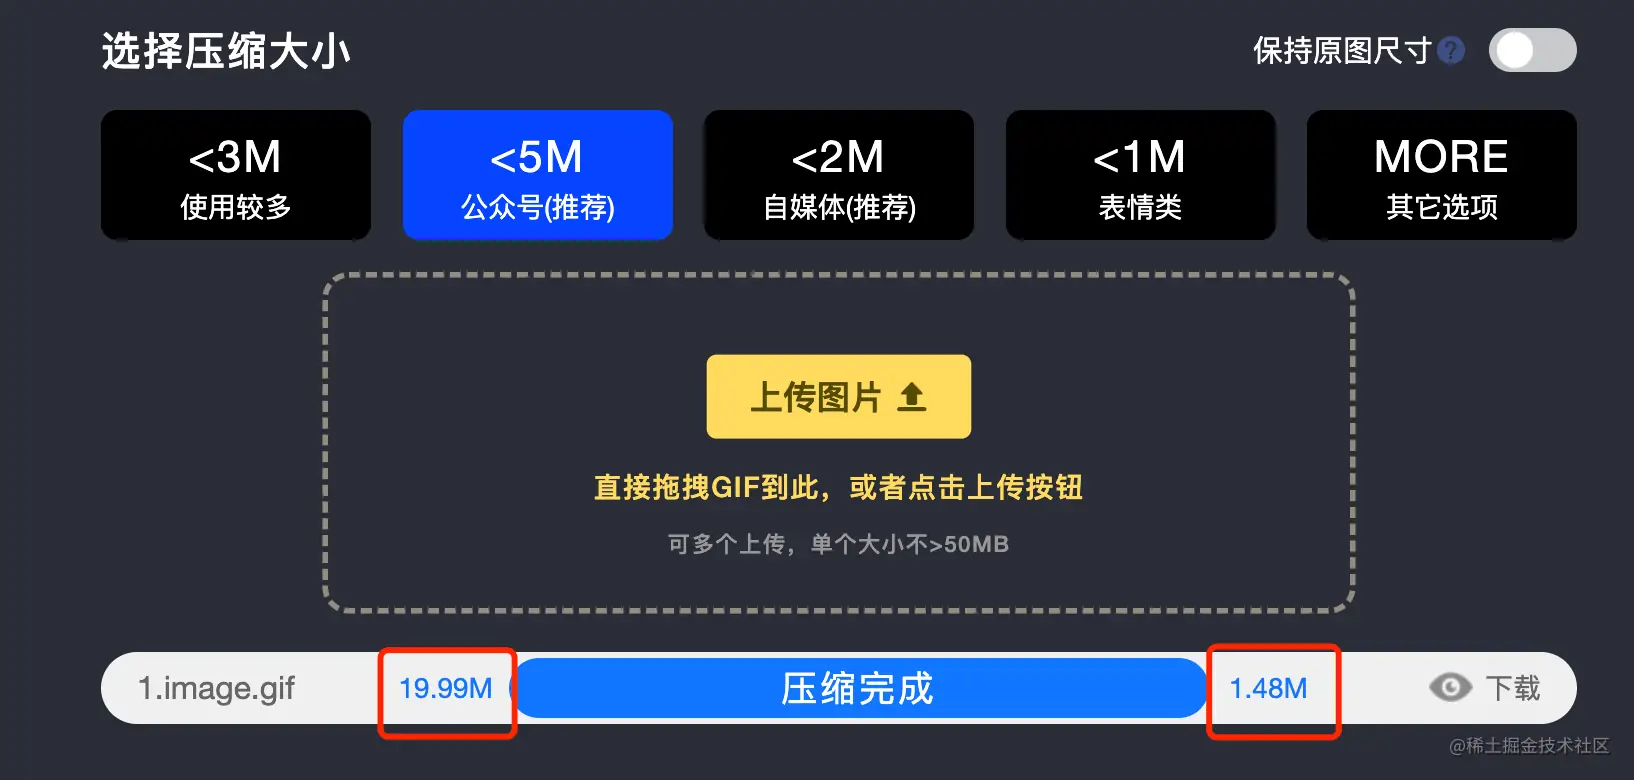 选择压缩大小
保持原图尺寸 ?
<3M
使用较多
<5M
公众号(推荐)
<2M
自媒体(推荐)
<1M
表情类
MORE
其它选项
上传图片
直接拖拽GIF到此，或者点击上传按钮
可多个上传，单个大小不>50MB
1.image.gif 19.99M 压缩完成 1.48M 下载
@稀土掘金技术社区